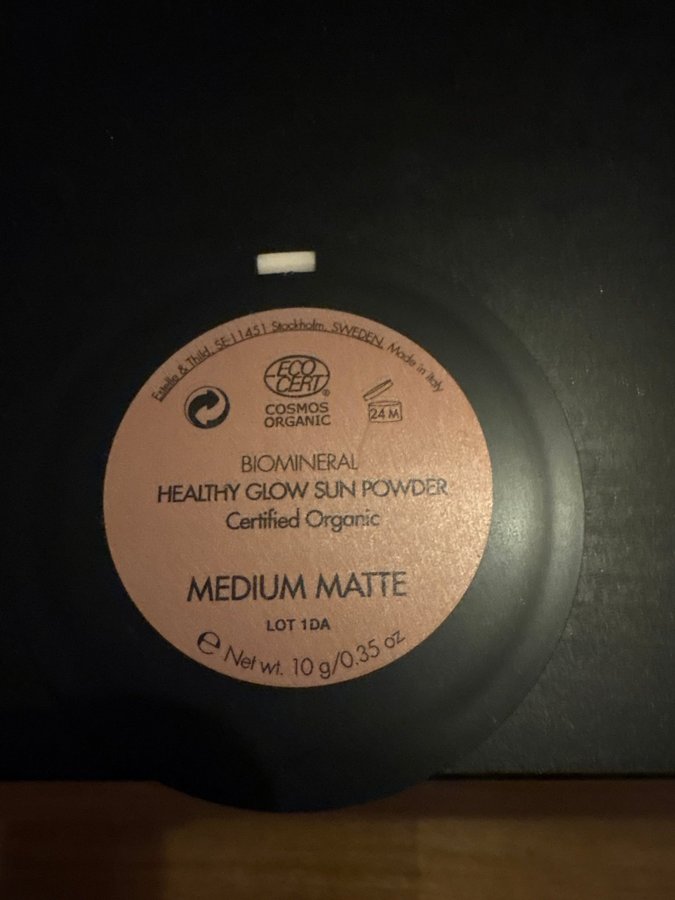 Estelle & Thild, SE-11451 Stockholm, SWEDEN, Made in Italy
ECO
CERT®
COSMOS
ORGANIC
24 M
BIOMINERAL
HEALTHY GLOW SUN POWDER
Certified Organic
MEDIUM MATTE
LOT 1DA
e Net wt. 10 g/0.35 oz